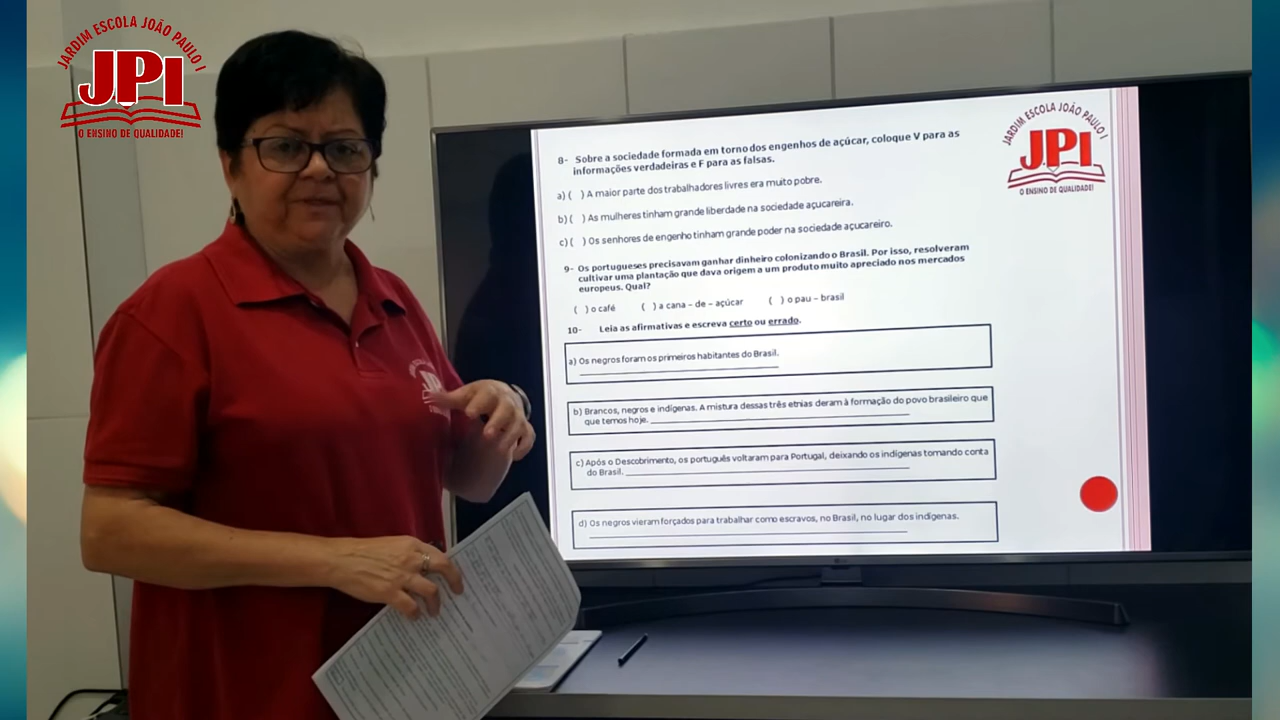 JARDIM ESCOLA JOÃO PAULO I
JPI
O ENSINO DE QUALIDADE!
JARDIM ESCOLA JOÃO PAULO I
JPI
O ENSINO DE QUALIDADE!
8- Sobre a sociedade formada em torno dos engenhos de açúcar, coloque V para as
informações verdadeiras e F para as falsas.
a) ( ) A maior parte dos trabalhadores livres era muito pobre.
b) ( ) As mulheres tinham grande liberdade na sociedade açucareira.
c) ( ) Os senhores de engenho tinham grande poder na sociedade açucareiro.
9- Os portugueses precisavam ganhar dinheiro colonizando o Brasil. Por isso, resolveram
cultivar uma plantação que dava origem a um produto muito apreciado nos mercados
europeus. Qual?
( ) o café ( ) a cana – de – açúcar ( ) o pau – brasil
10- Leia as afirmativas e escreva certo ou errado.
a) Os negros foram os primeiros habitantes do Brasil.
b) Brancos, negros e indígenas. A mistura dessas três etnias deram à formação do povo brasileiro que
que temos hoje.
c) Após o Descobrimento, os português voltaram para Portugal, deixando os indígenas tomando conta
do Brasil.
d) Os negros vieram forçados para trabalhar como escravos, no Brasil, no lugar dos indígenas.
JPI
LG